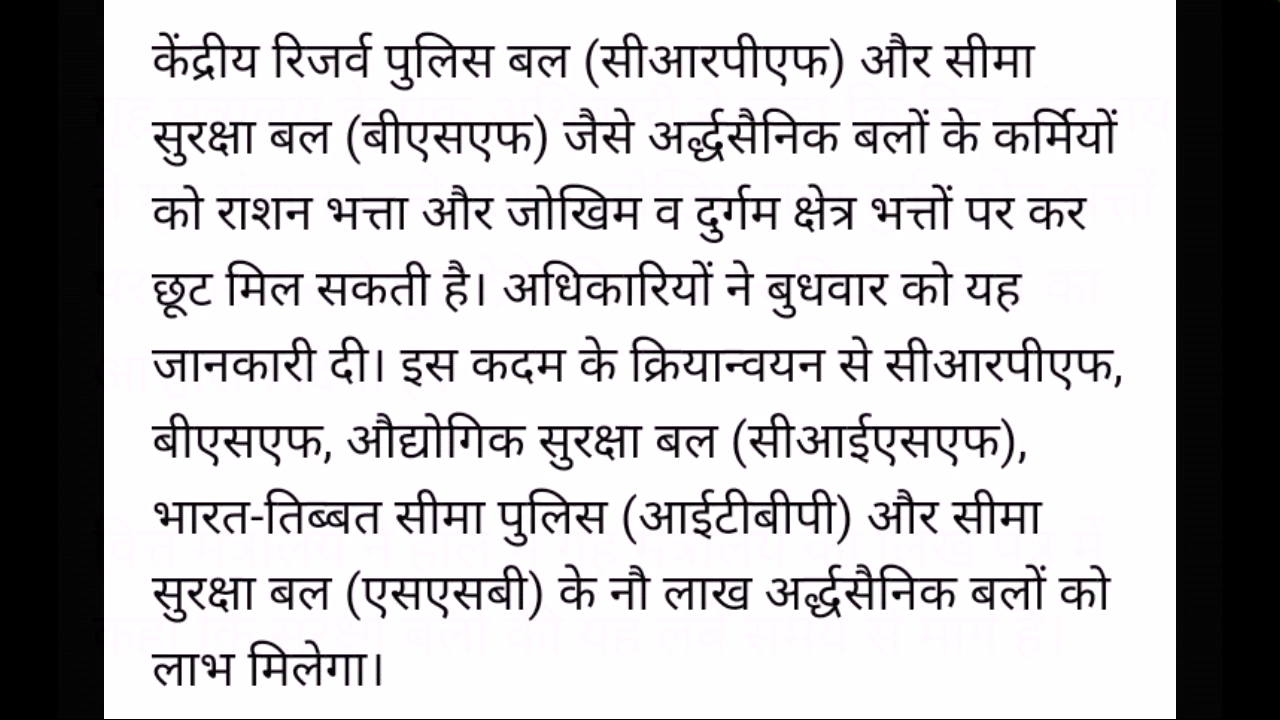 केंद्रीय रिजर्व पुलिस बल (सीआरपीएफ) और सीमा
सुरक्षा बल (बीएसएफ) जैसे अर्द्धसैनिक बलों के कर्मियों
को राशन भत्ता और जोखिम व दुर्गम क्षेत्र भत्तों पर कर
छूट मिल सकती है। अधिकारियों ने बुधवार को यह
जानकारी दी। इस कदम के क्रियान्वयन से सीआरपीएफ,
बीएसएफ, औद्योगिक सुरक्षा बल (सीआईएसएफ),
भारत-तिब्बत सीमा पुलिस (आईटीबीपी) और सीमा
सुरक्षा बल (एसएसबी) के नौ लाख अर्द्धसैनिक बलों को
लाभ मिलेगा।